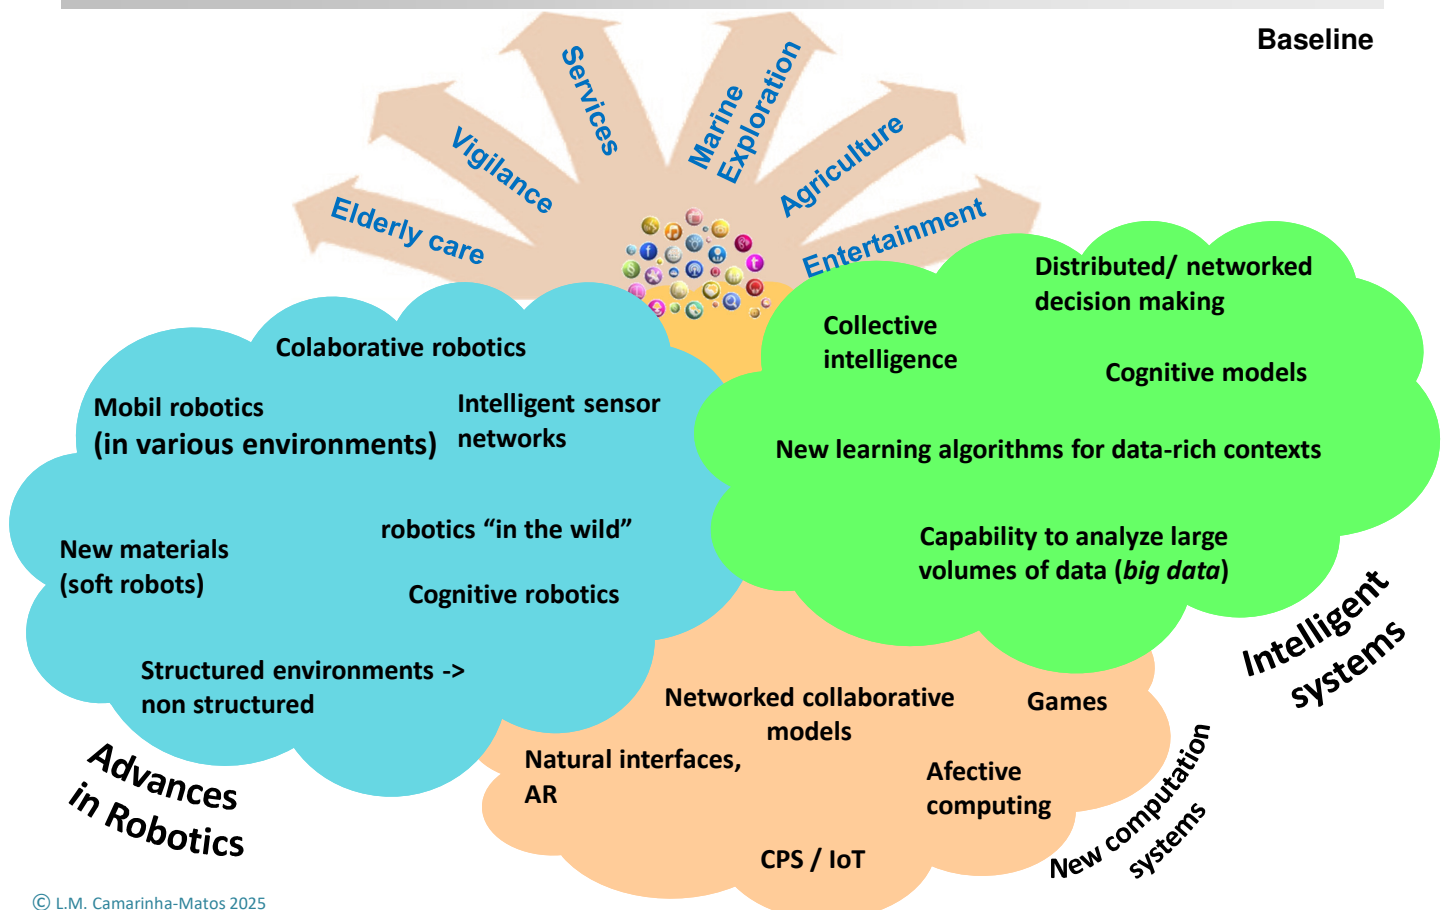 Baseline
Elderly care
Vigilance
Services
Marine
Exploration
Agriculture
Entertainment
Colaborative robotics
Mobil robotics
(in various environments)
Intelligent sensor
networks
robotics “in the wild”
New materials
(soft robots)
Cognitive robotics
Structured environments ->
non structured
Advances
in Robotics
Distributed/ networked
decision making
Collective
intelligence
Cognitive models
New learning algorithms for data-rich contexts
Capability to analyze large
volumes of data (big data)
Intelligent
systems
Networked collaborative
models
Games
Natural interfaces,
AR
Afective
computing
CPS / IoT
New computation
systems
© L.M. Camarinha-Matos 2025